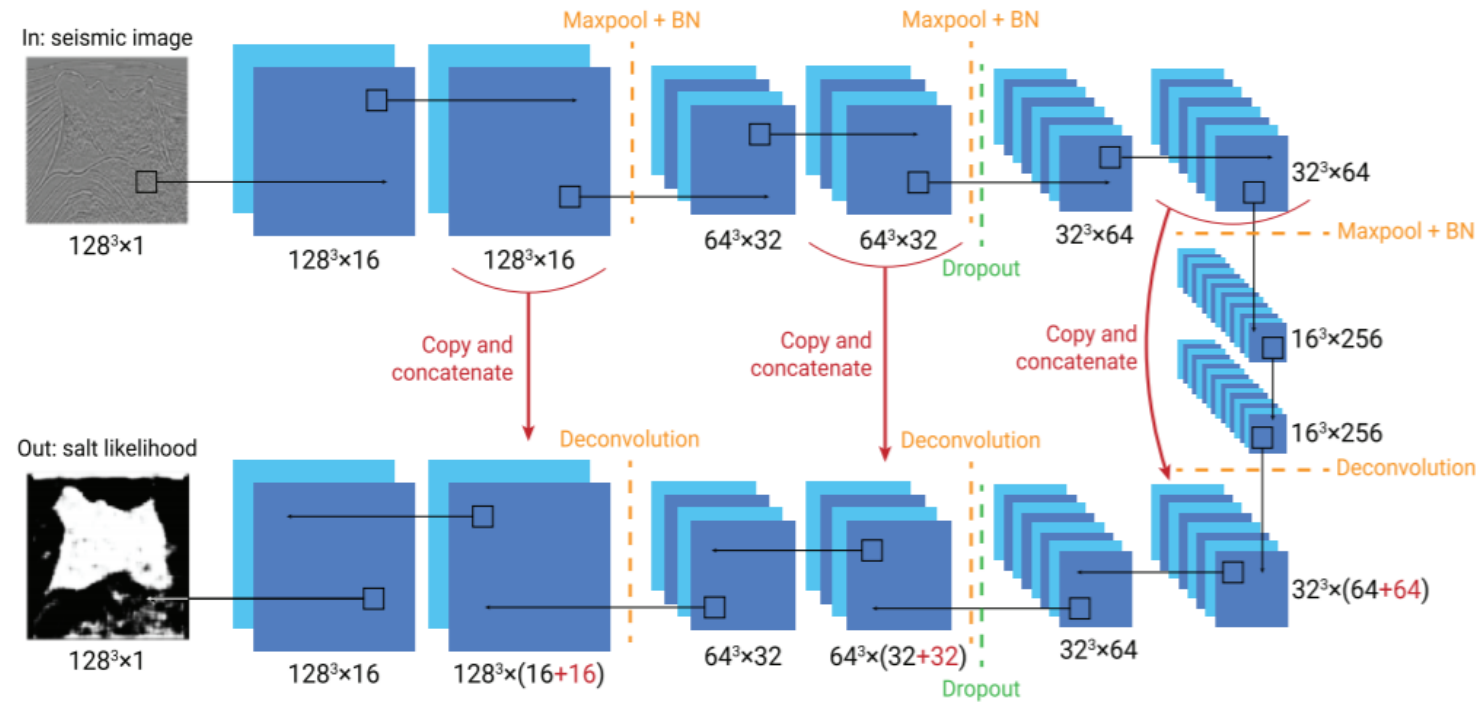 Maxpool + BN
Maxpool + BN
In: seismic image
128³×1
128³×16
128³×16
64³×32
64³×32
Dropout
32³×64
32³×64
Maxpool + BN
Copy and
concatenate
Copy and
concatenate
Copy and
concatenate
16³×256
16³×256
Out: salt likelihood
Deconvolution
Deconvolution
Deconvolution
128³×1
128³×16
128³×(16+16)
64³×32
64³×(32+32)
Dropout
32³×64
32³×(64+64)